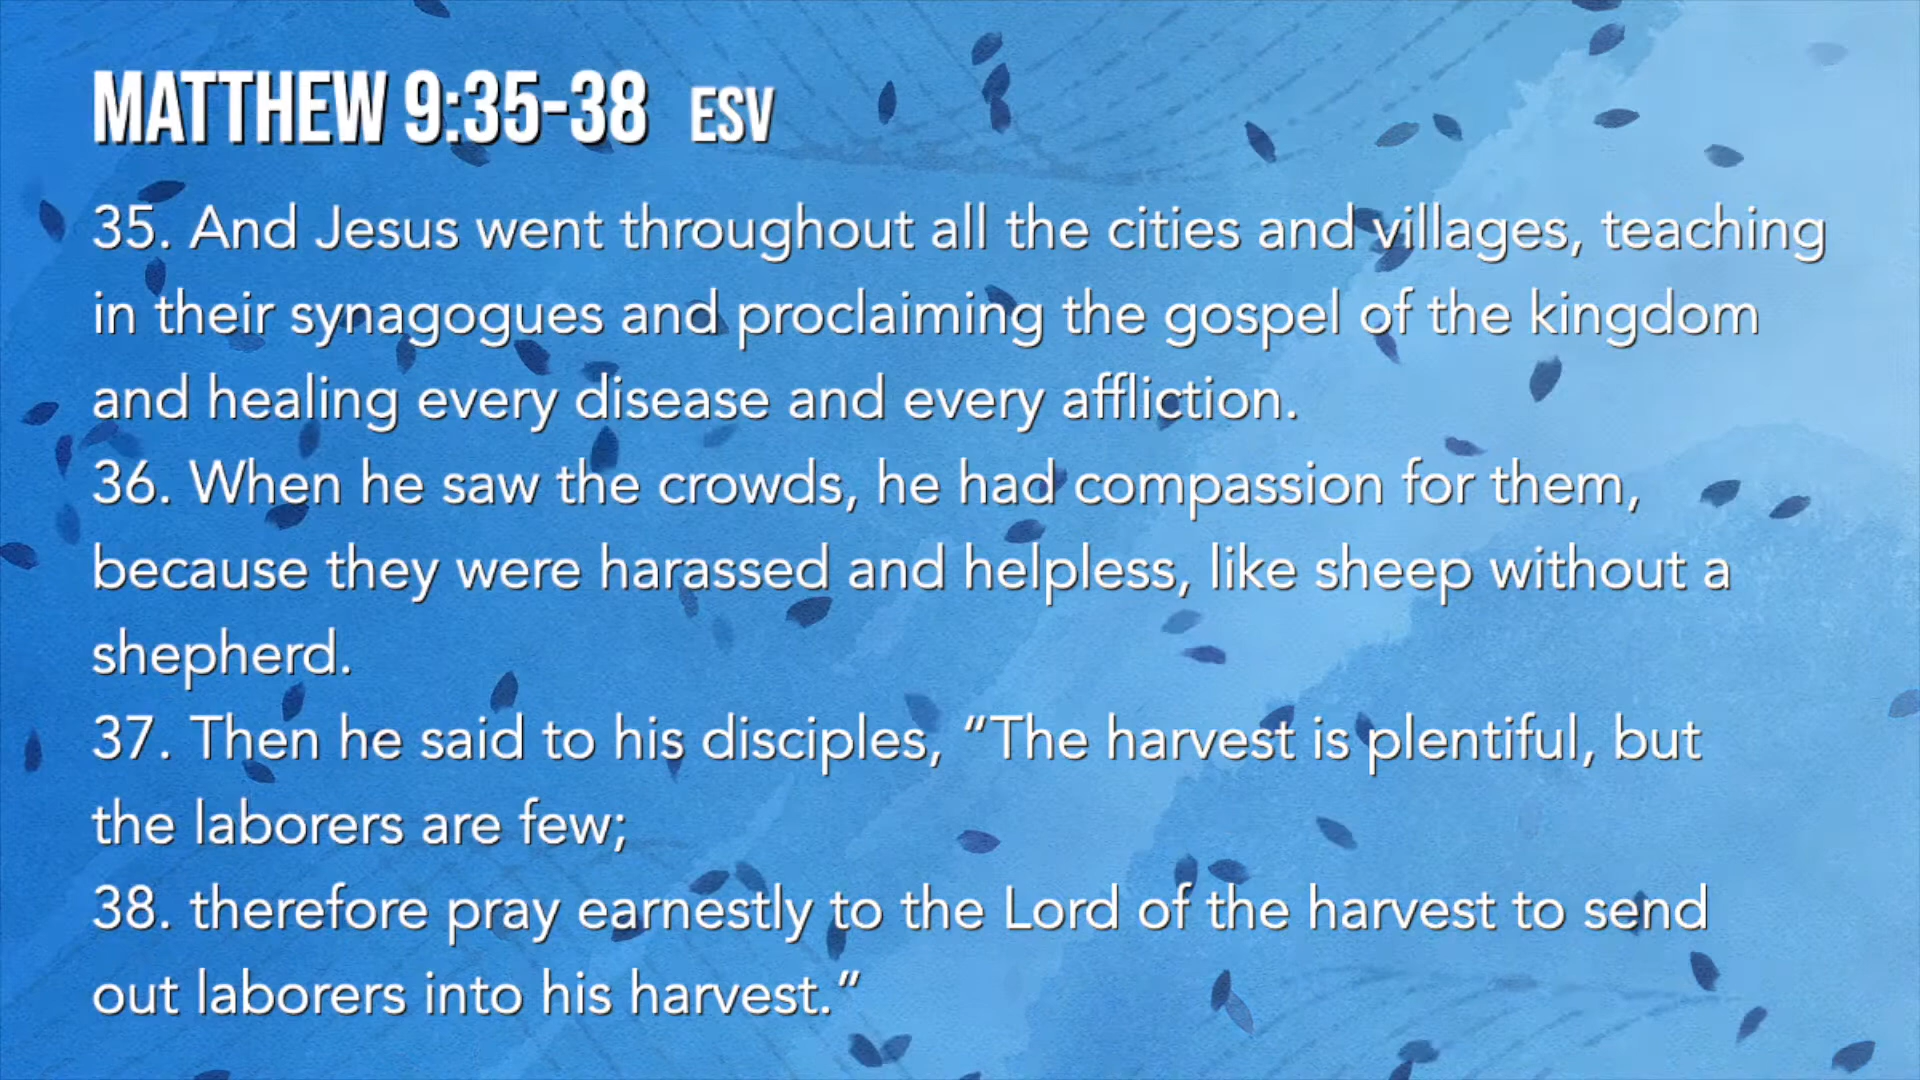 MATTHEW 9:35-38 ESV
35. And Jesus went throughout all the cities and villages, teaching
in their synagogues and proclaiming the gospel of the kingdom
and healing every disease and every affliction.
36. When he saw the crowds, he had compassion for them,
because they were harassed and helpless, like sheep without a
shepherd.
37. Then he said to his disciples, “The harvest is plentiful, but
the laborers are few;
38. therefore pray earnestly to the Lord of the harvest to send
out laborers into his harvest.”